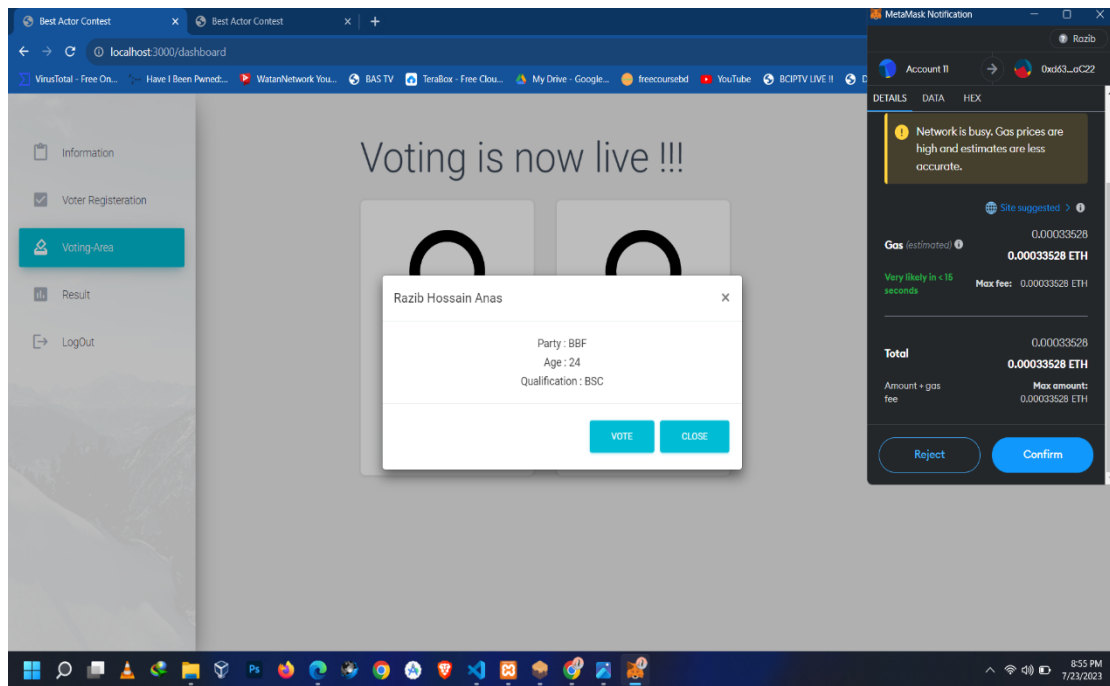 Best Actor Contest
Best Actor Contest
localhost:3000/dashboard
VirusTotal - Free On...
Have I Been Pwned:...
WatanNetwork You...
BAS TV
TeraBox - Free Clou...
My Drive - Google...
freecoursebd
YouTube
BCIPTV LIVE !!
D
Information
Voter Registeration
Voting-Area
Result
LogOut
Voting is now live !!!
Razib Hossain Anas
×
Party : BBF
Age : 24
Qualification : BSC
VOTE
CLOSE
MetaMask Notification
Razib
Account 11
0xd63...aC22
DETAILS DATA HEX
Network is busy. Gas prices are
high and estimates are less
accurate.
Site suggested >
0.00033528
Gas (estimated)
0.00033528 ETH
Very likely in < 15
seconds
Max fee: 0.00033528 ETH
0.00033528
Total
0.00033528 ETH
Amount + gas
fee
Max amount:
0.00033528 ETH
Reject
Confirm
Ps
8:55 PM
7/23/2023